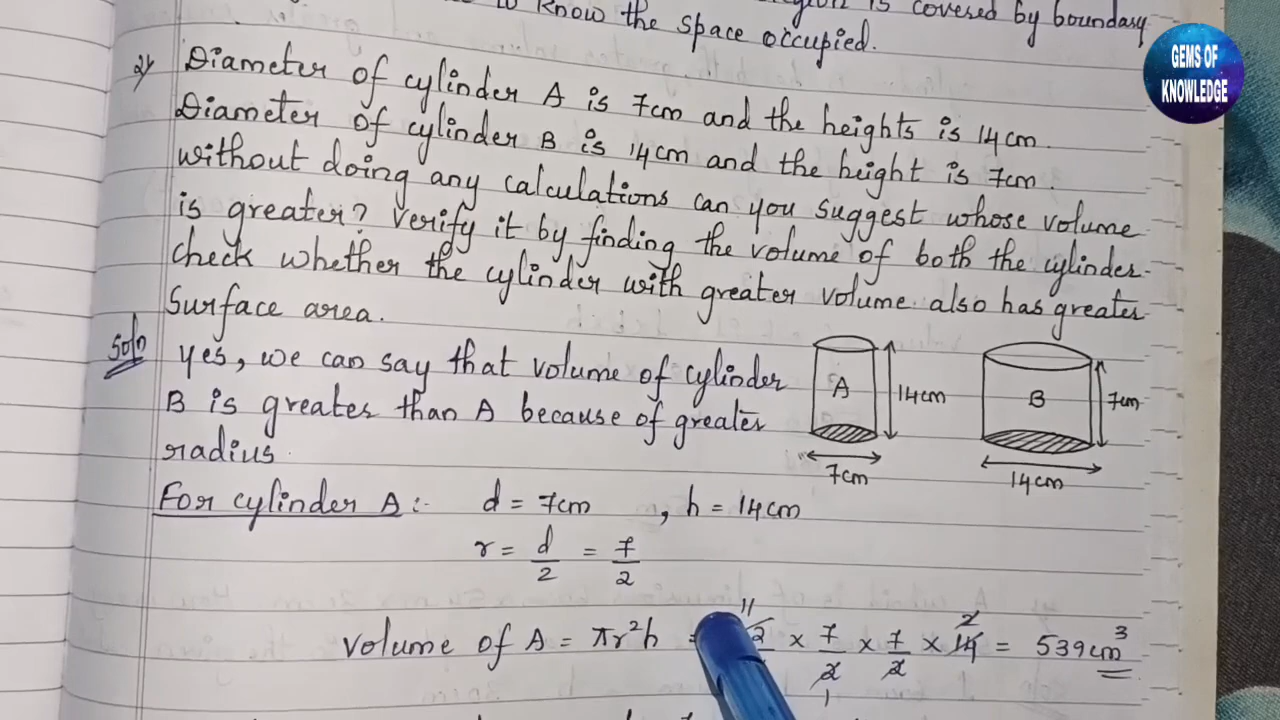 to know the space occupied.
is covered by boundary
GEMS OF
KNOWLEDGE
2) Diameter of cylinder A is 7cm and the heights is 14cm.
Diameter of cylinder B is 14cm and the height is 7cm.
without doing any calculations can you suggest whose volume
is greater? Verify it by finding the volume of both the cylinder.
check whether the cylinder with greater volume also has greater
Surface area.
Soln
Yes, we can say that volume of cylinder
B is greater than A because of greater
radius.
A
14cm
7cm
B
7cm
14cm
For cylinder A :- d = 7cm , h = 14cm
r = d/2 = 7/2
Volume of A = πr²h = × 7/2 × 7/2 × 14 = 539cm³